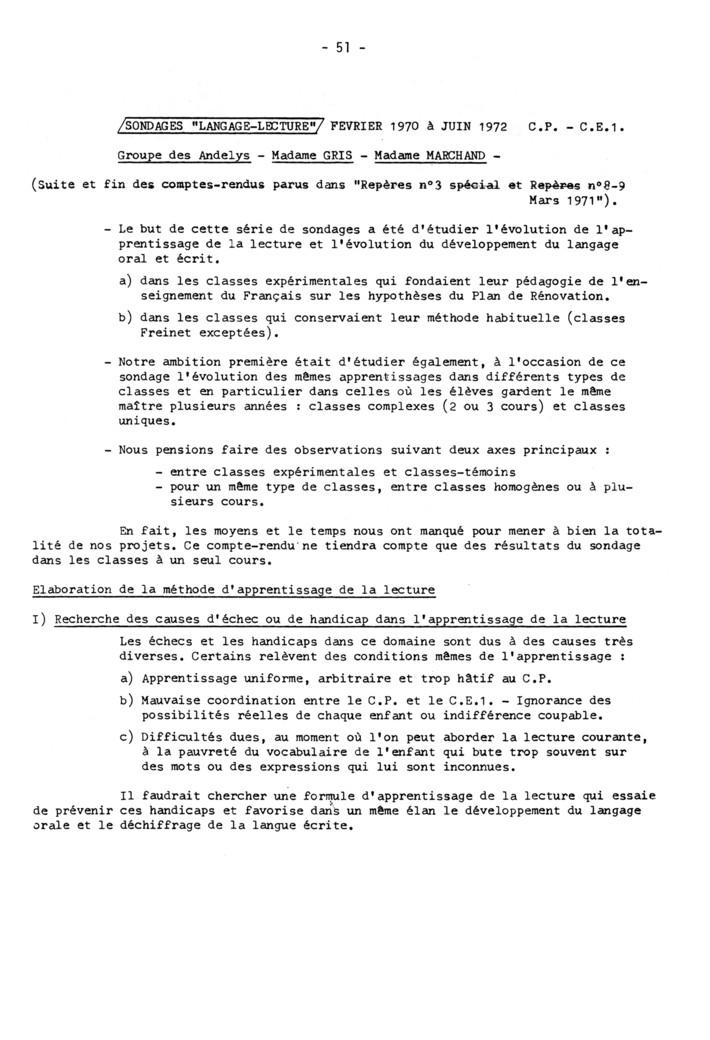 - 51 -
/SONDAGES "LANGAGE-LECTURE"/ FEVRIER 1970 à JUIN 1972 C.P. - C.E.1.
Groupe des Andelys - Madame GRIS - Madame MARCHAND -
(Suite et fin des comptes-rendus parus dans "Repères n°3 spécial et Repères n°8-9
Mars 1971").
- Le but de cette série de sondages a été d'étudier l'évolution de l'ap-
prentissage de la lecture et l'évolution du développement du langage
oral et écrit.
a) dans les classes expérimentales qui fondaient leur pédagogie de l'en-
seignement du Français sur les hypothèses du Plan de Rénovation.
b) dans les classes qui conservaient leur méthode habituelle (classes
Freinet exceptées).
- Notre ambition première était d'étudier également, à l'occasion de ce
sondage l'évolution des mêmes apprentissages dans différents types de
classes et en particulier dans celles où les élèves gardent le même
maître plusieurs années : classes complexes (2 ou 3 cours) et classes
uniques.
- Nous pensions faire des observations suivant deux axes principaux :
- entre classes expérimentales et classes-témoins
- pour un même type de classes, entre classes homogènes ou à plu-
sieurs cours.
En fait, les moyens et le temps nous ont manqué pour mener à bien la tota-
lité de nos projets. Ce compte-rendu ne tiendra compte que des résultats du sondage
dans les classes à un seul cours.
Elaboration de la méthode d'apprentissage de la lecture
I) Recherche des causes d'échec ou de handicap dans l'apprentissage de la lecture
Les échecs et les handicaps dans ce domaine sont dus à des causes très
diverses. Certains relèvent des conditions mêmes de l'apprentissage :
a) Apprentissage uniforme, arbitraire et trop hâtif au C.P.
b) Mauvaise coordination entre le C.P. et le C.E.1. - Ignorance des
possibilités réelles de chaque enfant ou indifférence coupable.
c) Difficultés dues, au moment où l'on peut aborder la lecture courante,
à la pauvreté du vocabulaire de l'enfant qui bute trop souvent sur
des mots ou des expressions qui lui sont inconnues.
Il faudrait chercher une formule d'apprentissage de la lecture qui essaie
de prévenir ces handicaps et favorise dans un même élan le développement du langage
orale et le déchiffrage de la langue écrite.